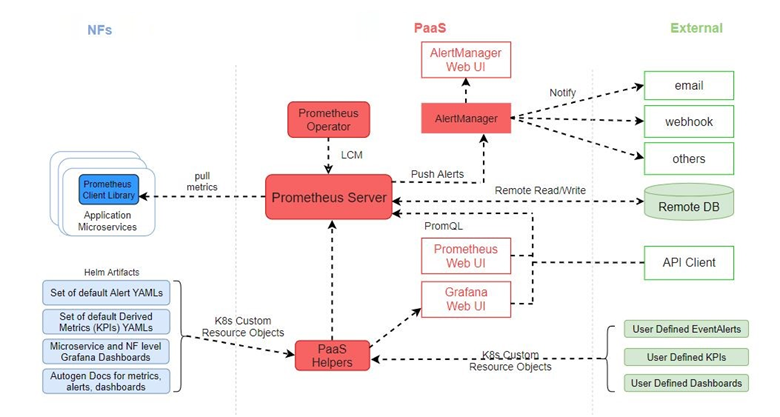 NFs
PaaS
External
AlertManager
Web UI
Prometheus
Operator
AlertManager
Notify
email
webhook
others
LCM
Push Alerts
pull
metrics
Prometheus
Client Library
Application
Microservices
Prometheus Server
Remote Read/Write
Remote DB
PromQL
Prometheus
Web UI
API Client
Grafana
Web UI
Helm Artifacts
Set of default Alert YAMLs
Set of default Derived
Metrics (KPIs) YAMLs
Microservice and NF level
Grafana Dashboards
Autogen Docs for metrics,
alerts, dashboards
K8s Custom
Resource Objects
PaaS
Helpers
K8s Custom
Resource Objects
User Defined EventAlerts
User Defined KPIs
User Defined Dashboards